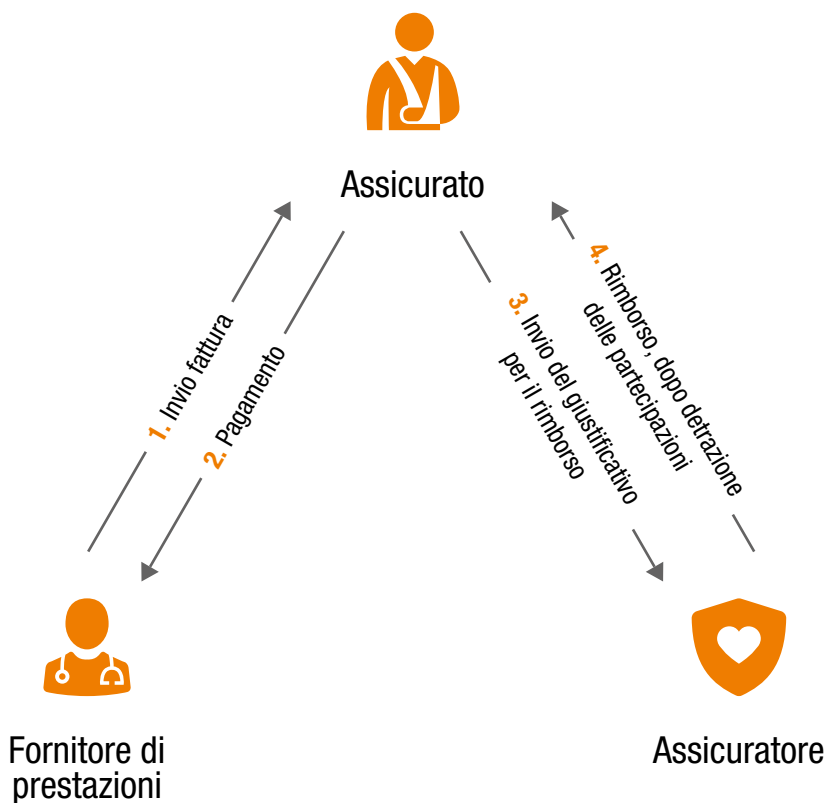 Assicurato
1. Invio fattura
2. Pagamento
3. Invio del giustificativo
per il rimborso
4. Rimborso, dopo detrazione
delle partecipazioni
Fornitore di
prestazioni
Assicuratore